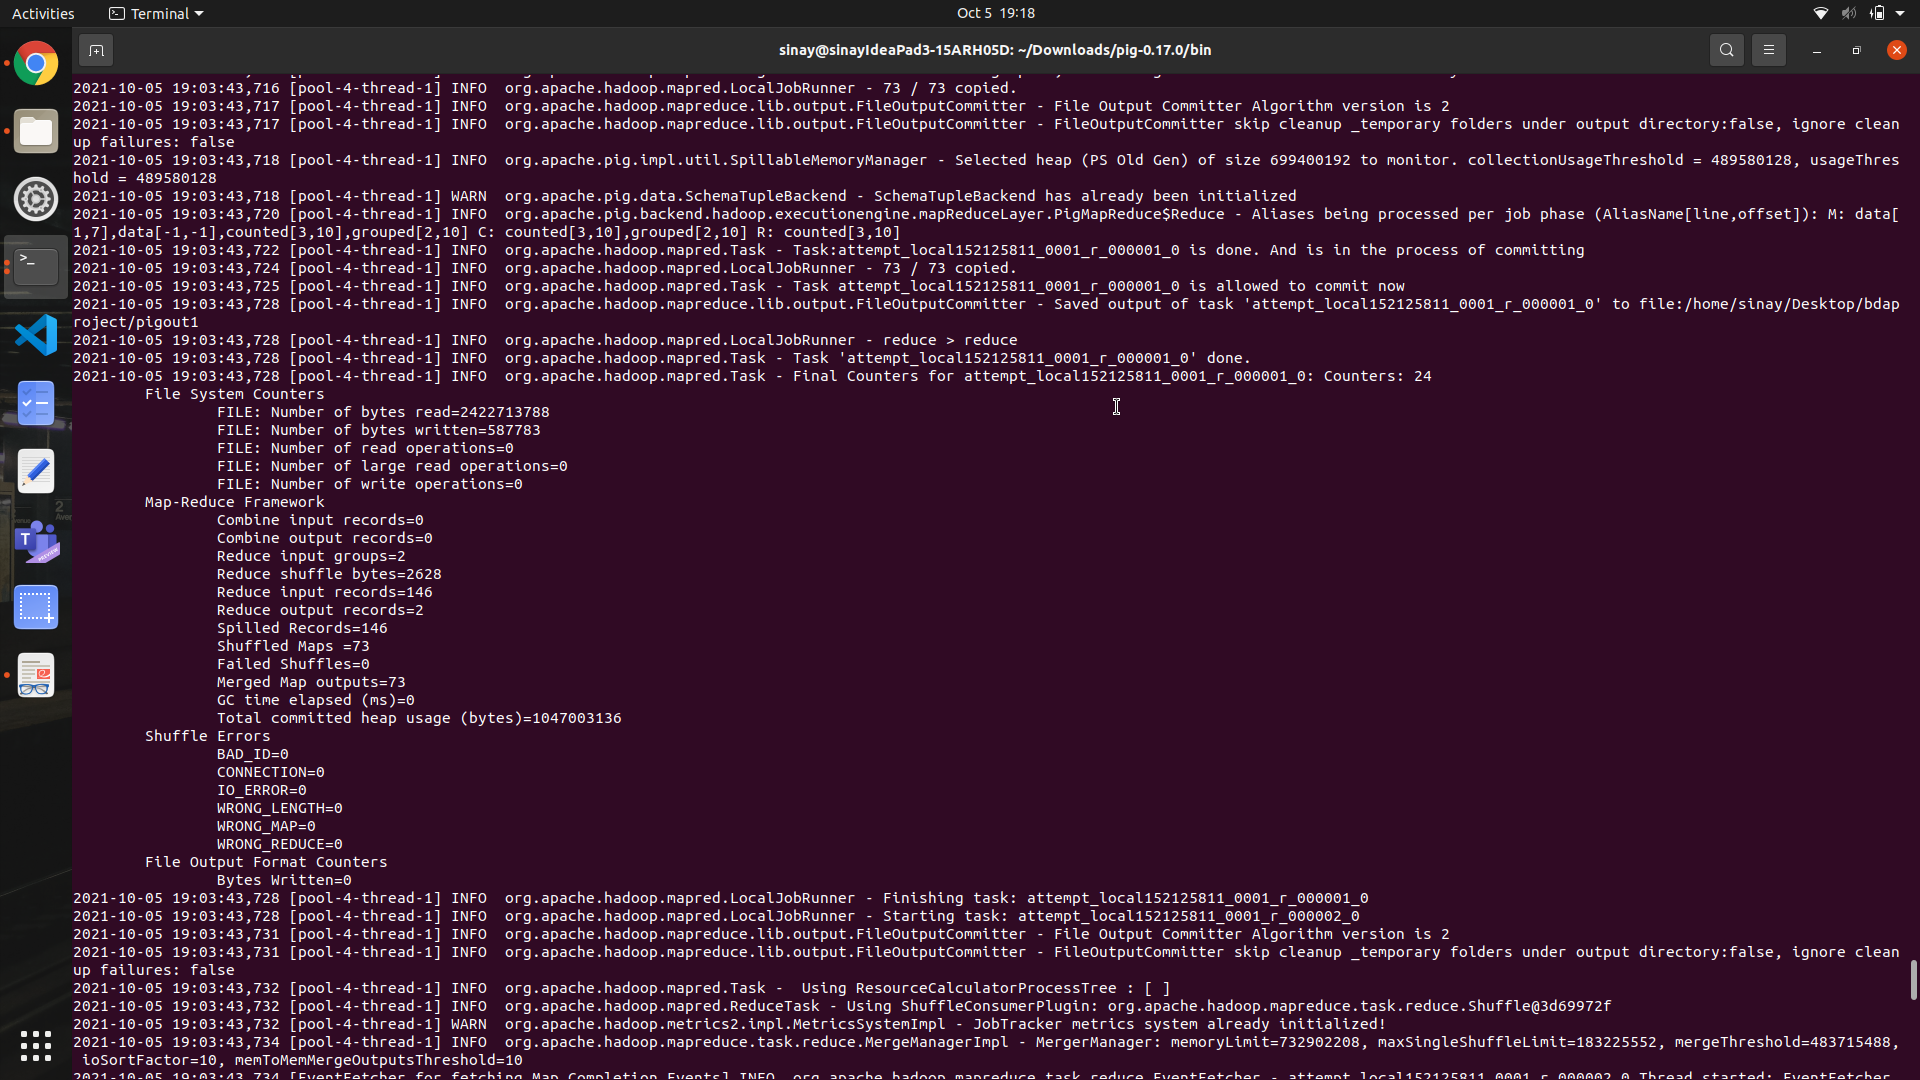 Activities
Terminal
Oct 5 19:18
sinay@sinayIdeaPad3-15ARH05D: ~/Downloads/pig-0.17.0/bin
2021-10-05 19:03:43,716 [pool-4-thread-1] INFO  org.apache.hadoop.mapred.LocalJobRunner - 73 / 73 copied.
2021-10-05 19:03:43,717 [pool-4-thread-1] INFO  org.apache.hadoop.mapreduce.lib.output.FileOutputCommitter - File Output Committer Algorithm version is 2
2021-10-05 19:03:43,717 [pool-4-thread-1] INFO  org.apache.hadoop.mapreduce.lib.output.FileOutputCommitter - FileOutputCommitter skip cleanup _temporary folders under output directory:false, ignore clean
up failures: false
2021-10-05 19:03:43,718 [pool-4-thread-1] INFO  org.apache.pig.impl.util.SpillableMemoryManager - Selected heap (PS Old Gen) of size 699400192 to monitor. collectionUsageThreshold = 489580128, usageThres
hold = 489580128
2021-10-05 19:03:43,718 [pool-4-thread-1] WARN  org.apache.pig.data.SchemaTupleBackend - SchemaTupleBackend has already been initialized
2021-10-05 19:03:43,720 [pool-4-thread-1] INFO  org.apache.pig.backend.hadoop.executionengine.mapReduceLayer.PigMapReduce$Reduce - Aliases being processed per job phase (AliasName[line,offset]): M: data[
1,7],data[-1,-1],counted[3,10],grouped[2,10] C: counted[3,10],grouped[2,10] R: counted[3,10]
2021-10-05 19:03:43,722 [pool-4-thread-1] INFO  org.apache.hadoop.mapred.Task - Task:attempt_local152125811_0001_r_000001_0 is done. And is in the process of committing
2021-10-05 19:03:43,724 [pool-4-thread-1] INFO  org.apache.hadoop.mapred.LocalJobRunner - 73 / 73 copied.
2021-10-05 19:03:43,725 [pool-4-thread-1] INFO  org.apache.hadoop.mapred.Task - Task attempt_local152125811_0001_r_000001_0 is allowed to commit now
2021-10-05 19:03:43,728 [pool-4-thread-1] INFO  org.apache.hadoop.mapreduce.lib.output.FileOutputCommitter - Saved output of task 'attempt_local152125811_0001_r_000001_0' to file:/home/sinay/Desktop/bdap
roject/pigout1
2021-10-05 19:03:43,728 [pool-4-thread-1] INFO  org.apache.hadoop.mapred.LocalJobRunner - reduce > reduce
2021-10-05 19:03:43,728 [pool-4-thread-1] INFO  org.apache.hadoop.mapred.Task - Task 'attempt_local152125811_0001_r_000001_0' done.
2021-10-05 19:03:43,728 [pool-4-thread-1] INFO  org.apache.hadoop.mapred.Task - Final Counters for attempt_local152125811_0001_r_000001_0: Counters: 24
File System Counters
FILE: Number of bytes read=2422713788
FILE: Number of bytes written=587783
FILE: Number of read operations=0
FILE: Number of large read operations=0
FILE: Number of write operations=0
Map-Reduce Framework
Combine input records=0
Combine output records=0
Reduce input groups=2
Reduce shuffle bytes=2628
Reduce input records=146
Reduce output records=2
Spilled Records=146
Shuffled Maps =73
Failed Shuffles=0
Merged Map outputs=73
GC time elapsed (ms)=0
Total committed heap usage (bytes)=1047003136
Shuffle Errors
BAD_ID=0
CONNECTION=0
IO_ERROR=0
WRONG_LENGTH=0
WRONG_MAP=0
WRONG_REDUCE=0
File Output Format Counters
Bytes Written=0
2021-10-05 19:03:43,728 [pool-4-thread-1] INFO  org.apache.hadoop.mapred.LocalJobRunner - Finishing task: attempt_local152125811_0001_r_000001_0
2021-10-05 19:03:43,728 [pool-4-thread-1] INFO  org.apache.hadoop.mapred.LocalJobRunner - Starting task: attempt_local152125811_0001_r_000002_0
2021-10-05 19:03:43,731 [pool-4-thread-1] INFO  org.apache.hadoop.mapreduce.lib.output.FileOutputCommitter - File Output Committer Algorithm version is 2
2021-10-05 19:03:43,731 [pool-4-thread-1] INFO  org.apache.hadoop.mapreduce.lib.output.FileOutputCommitter - FileOutputCommitter skip cleanup _temporary folders under output directory:false, ignore clean
up failures: false
2021-10-05 19:03:43,732 [pool-4-thread-1] INFO  org.apache.hadoop.mapred.Task -  Using ResourceCalculatorProcessTree : [ ]
2021-10-05 19:03:43,732 [pool-4-thread-1] INFO  org.apache.hadoop.mapred.ReduceTask - Using ShuffleConsumerPlugin: org.apache.hadoop.mapreduce.task.reduce.Shuffle@3d69972f
2021-10-05 19:03:43,732 [pool-4-thread-1] WARN  org.apache.hadoop.metrics2.impl.MetricsSystemImpl - JobTracker metrics system already initialized!
2021-10-05 19:03:43,734 [pool-4-thread-1] INFO  org.apache.hadoop.mapreduce.task.reduce.MergeManagerImpl - MergerManager: memoryLimit=732902208, maxSingleShuffleLimit=183225552, mergeThreshold=483715488,
ioSortFactor=10, memToMemMergeOutputsThreshold=10
2021-10-05 19:03:43,734 [EventFetcher for fetching Map Completion Events] INFO  org.apache.hadoop.mapreduce.task.reduce.EventFetcher - attempt_local152125811_0001_r_000002_0 Thread started: EventFetcher